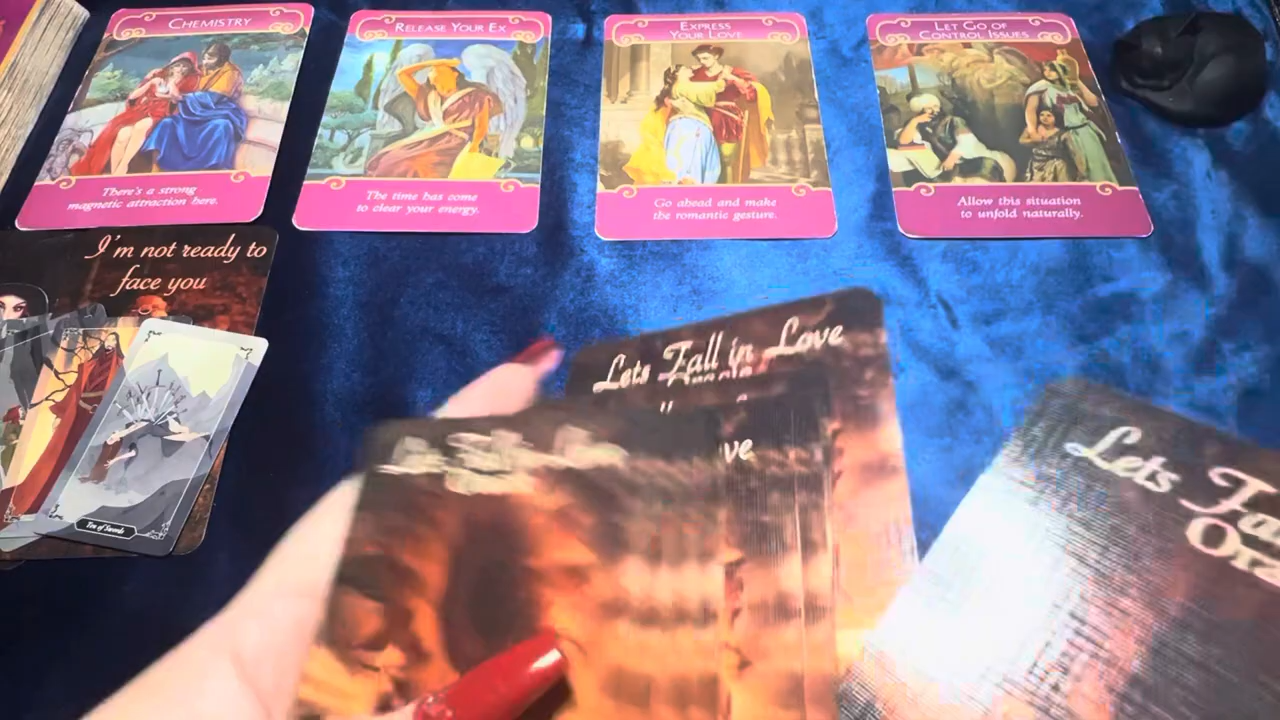 CHEMISTRY
There's a strong
magnetic attraction here.
RELEASE YOUR EX
The time has come
to clear your energy.
EXPRESS
YOUR LOVE
Go ahead and make
the romantic gesture.
LET GO OF
CONTROL ISSUES
Allow this situation
to unfold naturally.
I'm not ready to
face you
Ten of Swords
Lets Fall in Love
ve
Lets Fa
Ora